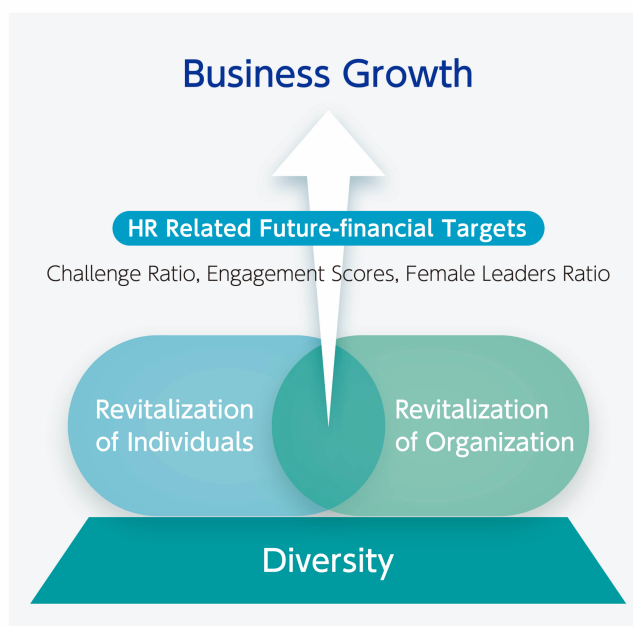 Business Growth
HR Related Future-financial Targets
Challenge Ratio, Engagement Scores, Female Leaders Ratio
Revitalization
of Individuals
Revitalization
of Organization
Diversity